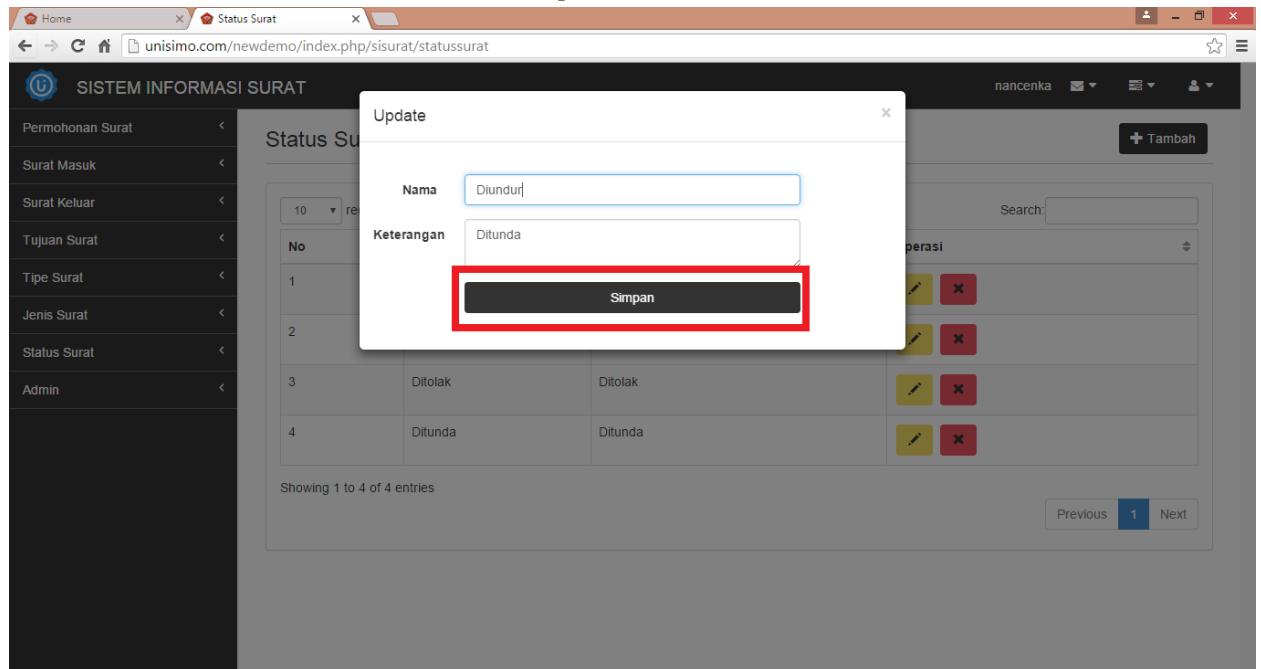 Home
Status Surat
unisimo.com/newdemo/index.php/sisurat/statussurat
SISTEM INFORMASI SURAT
nancenka
Permohonan Surat
Surat Masuk
Surat Keluar
Tujuan Surat
Tipe Surat
Jenis Surat
Status Surat
Admin
Status Su
Tambah
Update
×
Nama
Diundur
Keterangan
Ditunda
Simpan
10
re
Search:
No
perasi
1
2
3 Ditolak Ditolak
4 Ditunda Ditunda
Showing 1 to 4 of 4 entries
Previous 1 Next